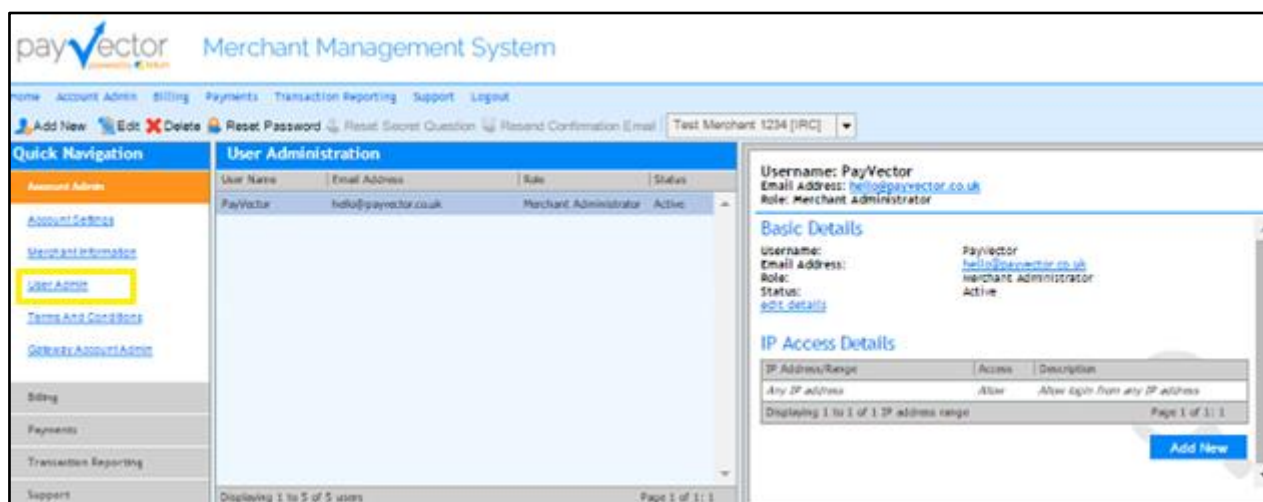 payvector Merchant Management System
powered by
Home Account Admin Billing Payments Transaction Reporting Support Logout
Add New Edit Delete Reset Password Reset Secret Question Resend Confirmation Email Test Merchant 1234 [IRC]
Quick Navigation
Account Admin
Account Settings
Merchant Information
User Admin
Terms And Conditions
Gateway Account Admin
Billing
Payments
Transaction Reporting
Support
User Administration
User Name Email Address Role Status
PayVector hello@payvector.co.uk Merchant Administrator Active
Displaying 1 to 5 of 5 users Page 1 of 1: 1
Username: PayVector
Email Address: hello@payvector.co.uk
Role: Merchant Administrator
Basic Details
Username: PayVector
Email Address: hello@payvector.co.uk
Role: Merchant Administrator
Status: Active
edit details
IP Access Details
IP Address/Range Access Description
Any IP address Allow Allow login from any IP address
Displaying 1 to 1 of 1 IP address range Page 1 of 1: 1
Add New